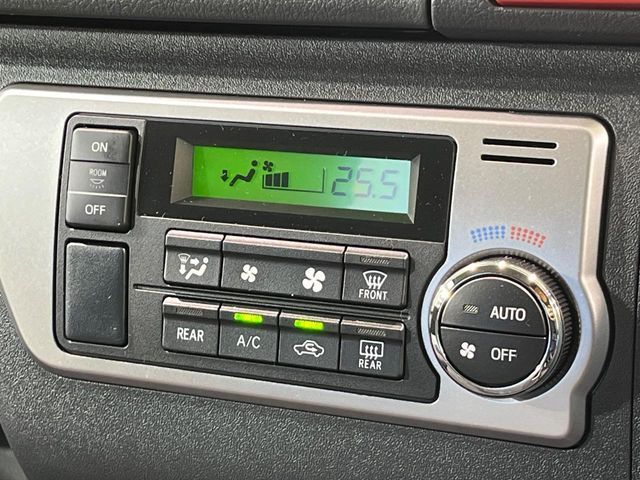 ON
ROOM
OFF
25.5
FRONT
REAR
A/C
REAR
AUTO
OFF